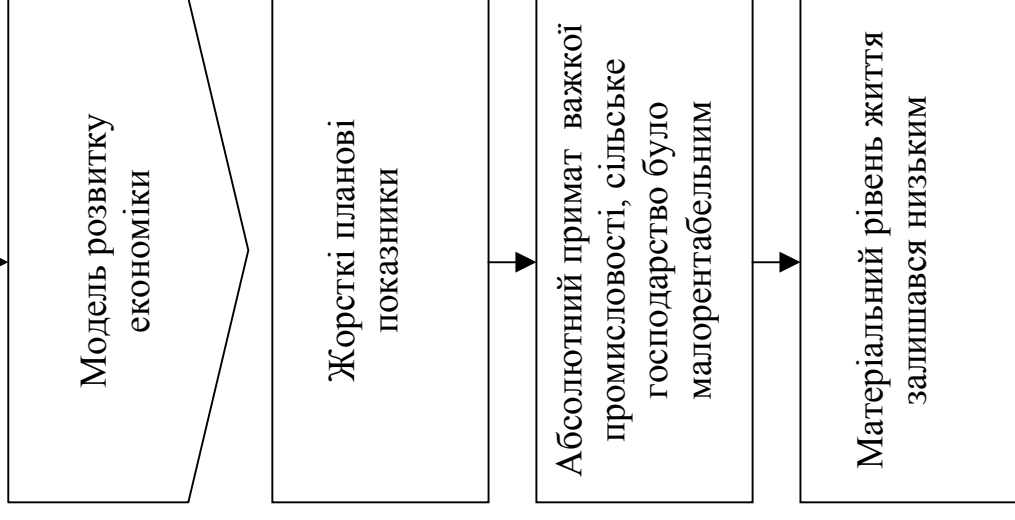 Модель розвитку
економіки
Жорсткі планові
показники
Абсолютний примат важкої
промисловості, сільське
господарство було
малорентабельним
Матеріальний рівень життя
залишався низьким